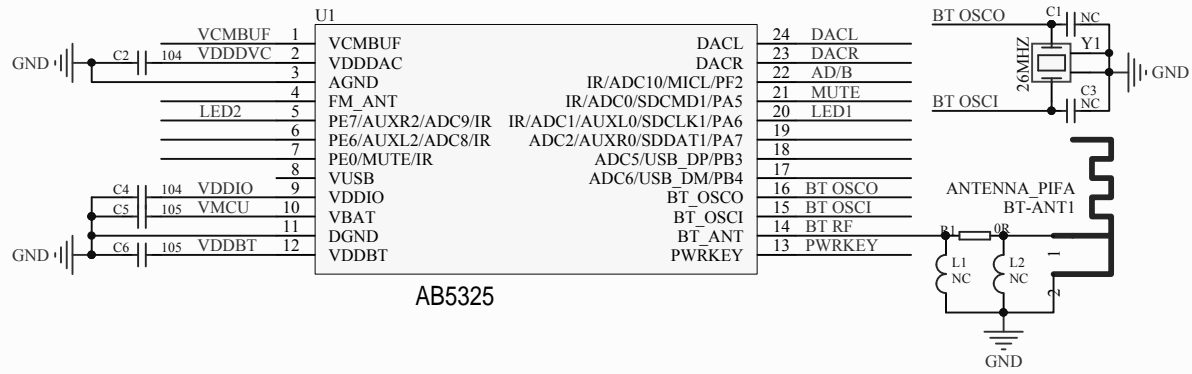 U1
VCMBUF 1 VCMBUF DACL 24 DACL
GND C2 104 VDDDVC 2 VDDDAC DACR 23 DACR
3 AGND IR/ADC10/MICL/PF2 22 AD/B
4 FM_ANT IR/ADC0/SDCMD1/PA5 21 MUTE
LED2 5 PE7/AUXR2/ADC9/IR IR/ADC1/AUXL0/SDCLK1/PA6 20 LED1
6 PE6/AUXL2/ADC8/IR ADC2/AUXR0/SDDAT1/PA7 19
7 PE0/MUTE/IR ADC5/USB_DP/PB3 18
8 VUSB ADC6/USB_DM/PB4 17
C4 104 VDDIO 9 VDDIO BT_OSCO 16 BT OSCO
C5 105 VMCU 10 VBAT BT_OSCI 15 BT OSCI
11 DGND BT_ANT 14 BT RF
GND C6 105 VDDBT 12 VDDBT PWRKEY 13 PWRKEY
AB5325
BT OSCO C1 NC
Y1
26MHZ
GND
BT OSCI C3
NC
ANTENNA_PIFA
BT-ANT1
R1 0R
1
L1 L2
NC NC
2
GND